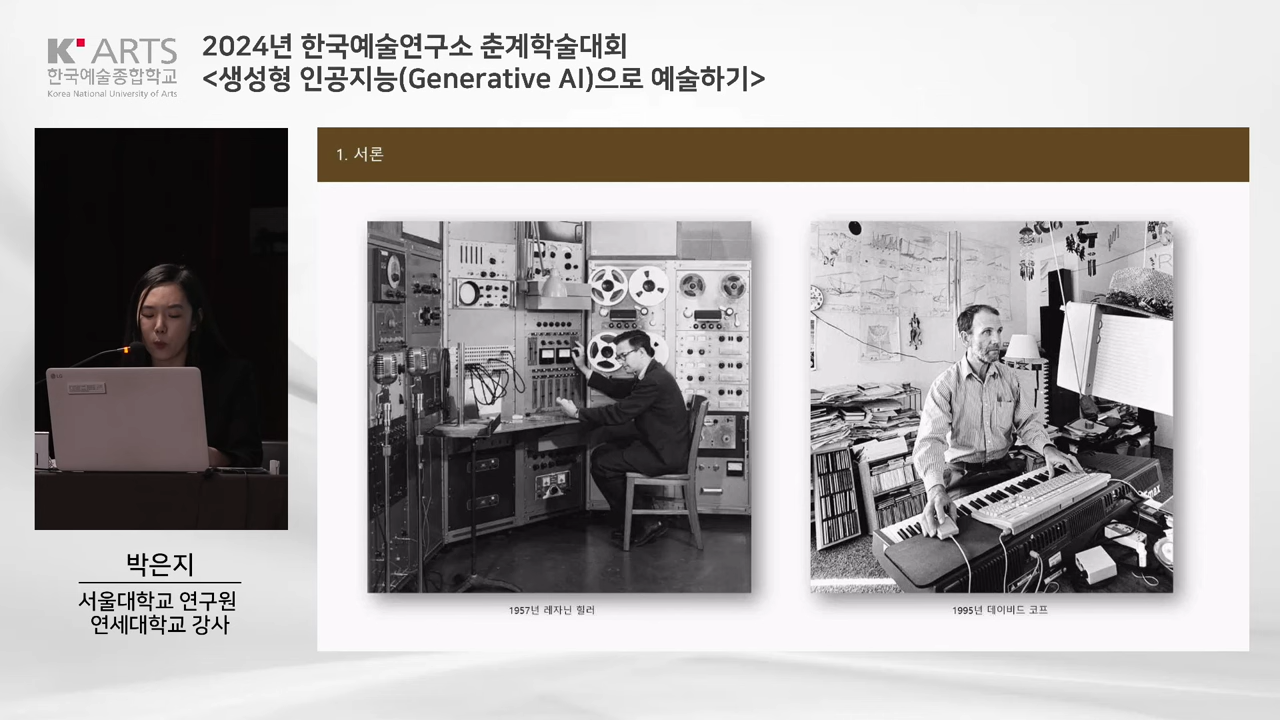 K ARTS
한국예술종합학교
Korea National University of Arts
2024년 한국예술연구소 춘계학술대회
<생성형 인공지능(Generative AI)으로 예술하기>
1. 서론
1957년 레자닌 힐러
1995년 데이비드 코프
박은지
서울대학교 연구원
연세대학교 강사